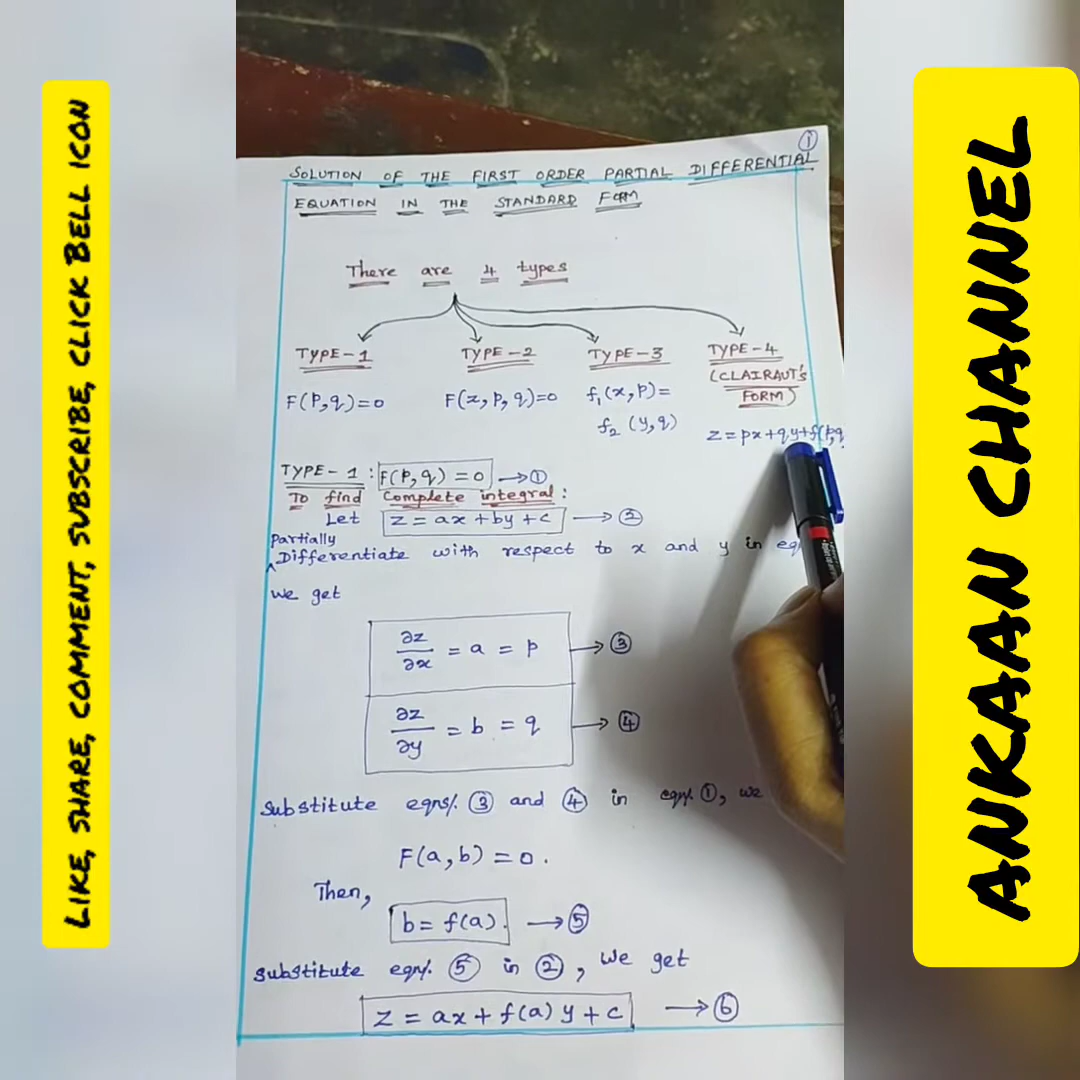 LIKE, SHARE, COMMENT, SUBSCRIBE, CLICK BELL ICON
①
SOLUTION OF THE FIRST ORDER PARTIAL DIFFERENTIAL
EQUATION IN THE STANDARD FORM
There are 4 types
TYPE-1 TYPE-2 TYPE-3 TYPE-4
(CLAIRAUT'S
FORM)
F(p,q)=0 F(z,p,q)=0 f₁(x,p)=
f₂(y,q)
z=px+qy+f(p,q
TYPE-1: F(p,q)=0 →①
To find Complete integral:
Let z=ax+by+c →②
Partially
^Differentiate with respect to x and y in
we get
∂z/∂x = a = p →③
∂z/∂y = b = q →④
substitute eqns/. ③ and ④ in eqn/. ①, we
F(a,b)=0.
Then,
b=f(a). →⑤
substitute eqn/. ⑤ in ②, we get
z = ax+f(a)y+c →⑥
ANKAAN CHANNEL